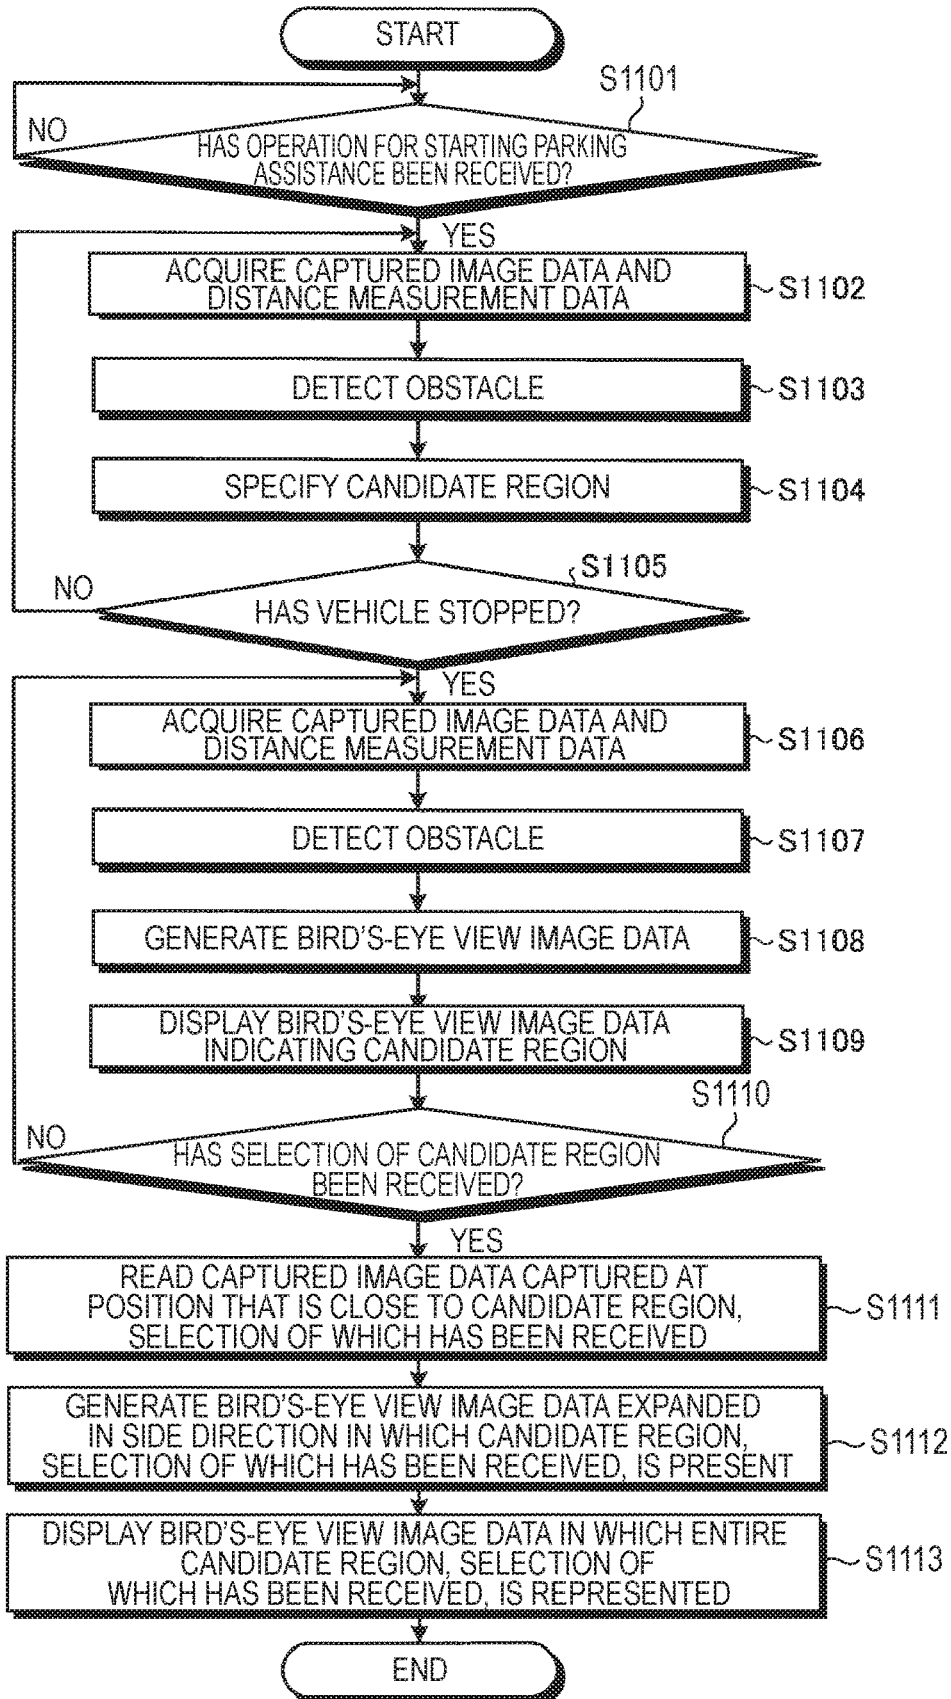 START
S1101
NO
HAS OPERATION FOR STARTING PARKING
ASSISTANCE BEEN RECEIVED?
YES
ACQUIRE CAPTURED IMAGE DATA AND
DISTANCE MEASUREMENT DATA
S1102
DETECT OBSTACLE
S1103
SPECIFY CANDIDATE REGION
S1104
S1105
NO
HAS VEHICLE STOPPED?
YES
ACQUIRE CAPTURED IMAGE DATA AND
DISTANCE MEASUREMENT DATA
S1106
DETECT OBSTACLE
S1107
GENERATE BIRD'S-EYE VIEW IMAGE DATA
S1108
DISPLAY BIRD'S-EYE VIEW IMAGE DATA
INDICATING CANDIDATE REGION
S1109
S1110
NO
HAS SELECTION OF CANDIDATE REGION
BEEN RECEIVED?
YES
READ CAPTURED IMAGE DATA CAPTURED AT
POSITION THAT IS CLOSE TO CANDIDATE REGION,
SELECTION OF WHICH HAS BEEN RECEIVED
S1111
GENERATE BIRD'S-EYE VIEW IMAGE DATA EXPANDED
IN SIDE DIRECTION IN WHICH CANDIDATE REGION,
SELECTION OF WHICH HAS BEEN RECEIVED, IS PRESENT
S1112
DISPLAY BIRD'S-EYE VIEW IMAGE DATA IN WHICH ENTIRE
CANDIDATE REGION, SELECTION OF
WHICH HAS BEEN RECEIVED, IS REPRESENTED
S1113
END